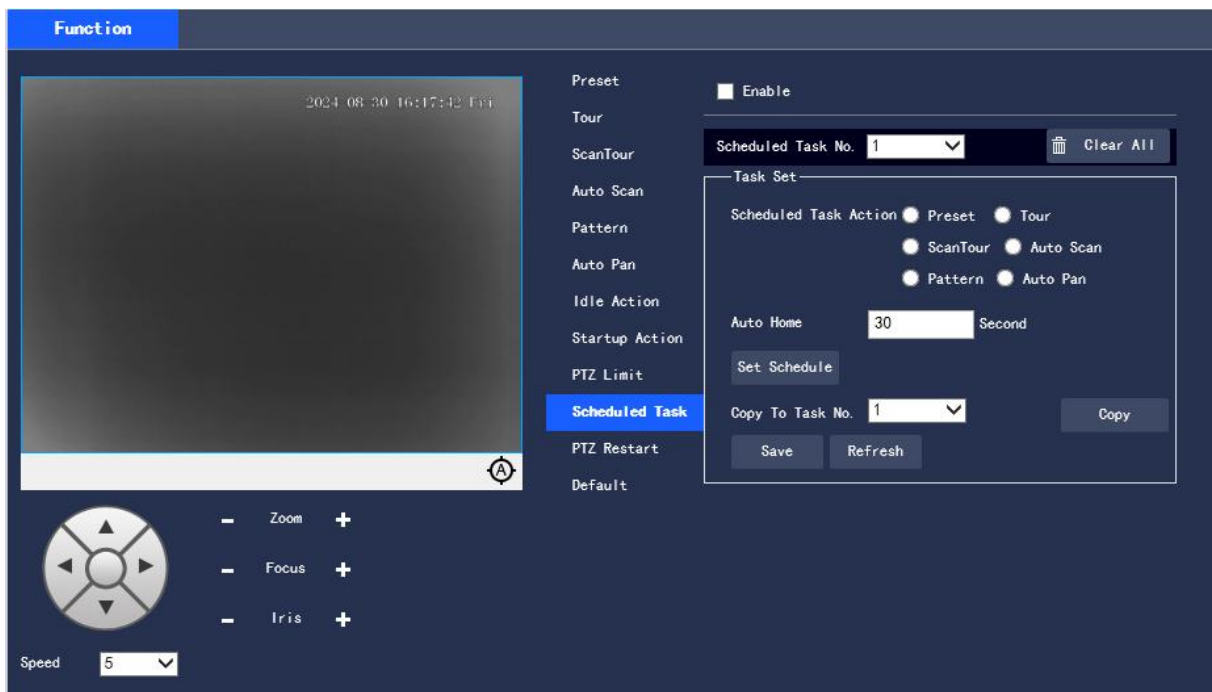 Function
2024-08-30 16:17:42 Fri
Preset
Tour
ScanTour
Auto Scan
Pattern
Auto Pan
Idle Action
Startup Action
PTZ Limit
Scheduled Task
PTZ Restart
Default
Enable
Scheduled Task No. 1 Clear All
Task Set
Scheduled Task Action Preset Tour
ScanTour Auto Scan
Pattern Auto Pan
Auto Home 30 Second
Set Schedule
Copy To Task No. 1 Copy
Save Refresh
A
- Zoom +
- Focus +
- Iris +
Speed 5